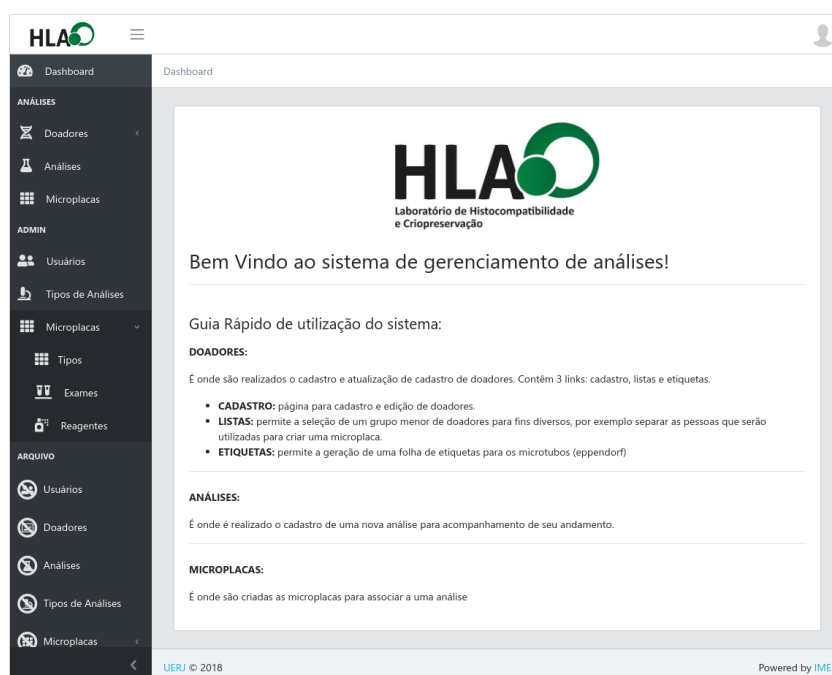 HLA
Dashboard
ANÁLISES
Doadores
Análises
Microplacas
ADMIN
Usuários
Tipos de Análises
Microplacas
Tipos
Exames
Reagentes
ARQUIVO
Usuários
Doadores
Análises
Tipos de Análises
Microplacas
Dashboard
HLA
Laboratório de Histocompatibilidade
e Criopreservação
Bem Vindo ao sistema de gerenciamento de análises!
Guia Rápido de utilização do sistema:
DOADORES:
É onde são realizados o cadastro e atualização de cadastro de doadores. Contêm 3 links: cadastro, listas e etiquetas.
• CADASTRO: página para cadastro e edição de doadores.
• LISTAS: permite a seleção de um grupo menor de doadores para fins diversos, por exemplo separar as pessoas que serão
utilizadas para criar uma microplaca.
• ETIQUETAS: permite a geração de uma folha de etiquetas para os microtubos (eppendorf)
ANÁLISES:
É onde é realizado o cadastro de uma nova análise para acompanhamento de seu andamento.
MICROPLACAS:
É onde são criadas as microplacas para associar a uma análise
UERJ © 2018
Powered by IME